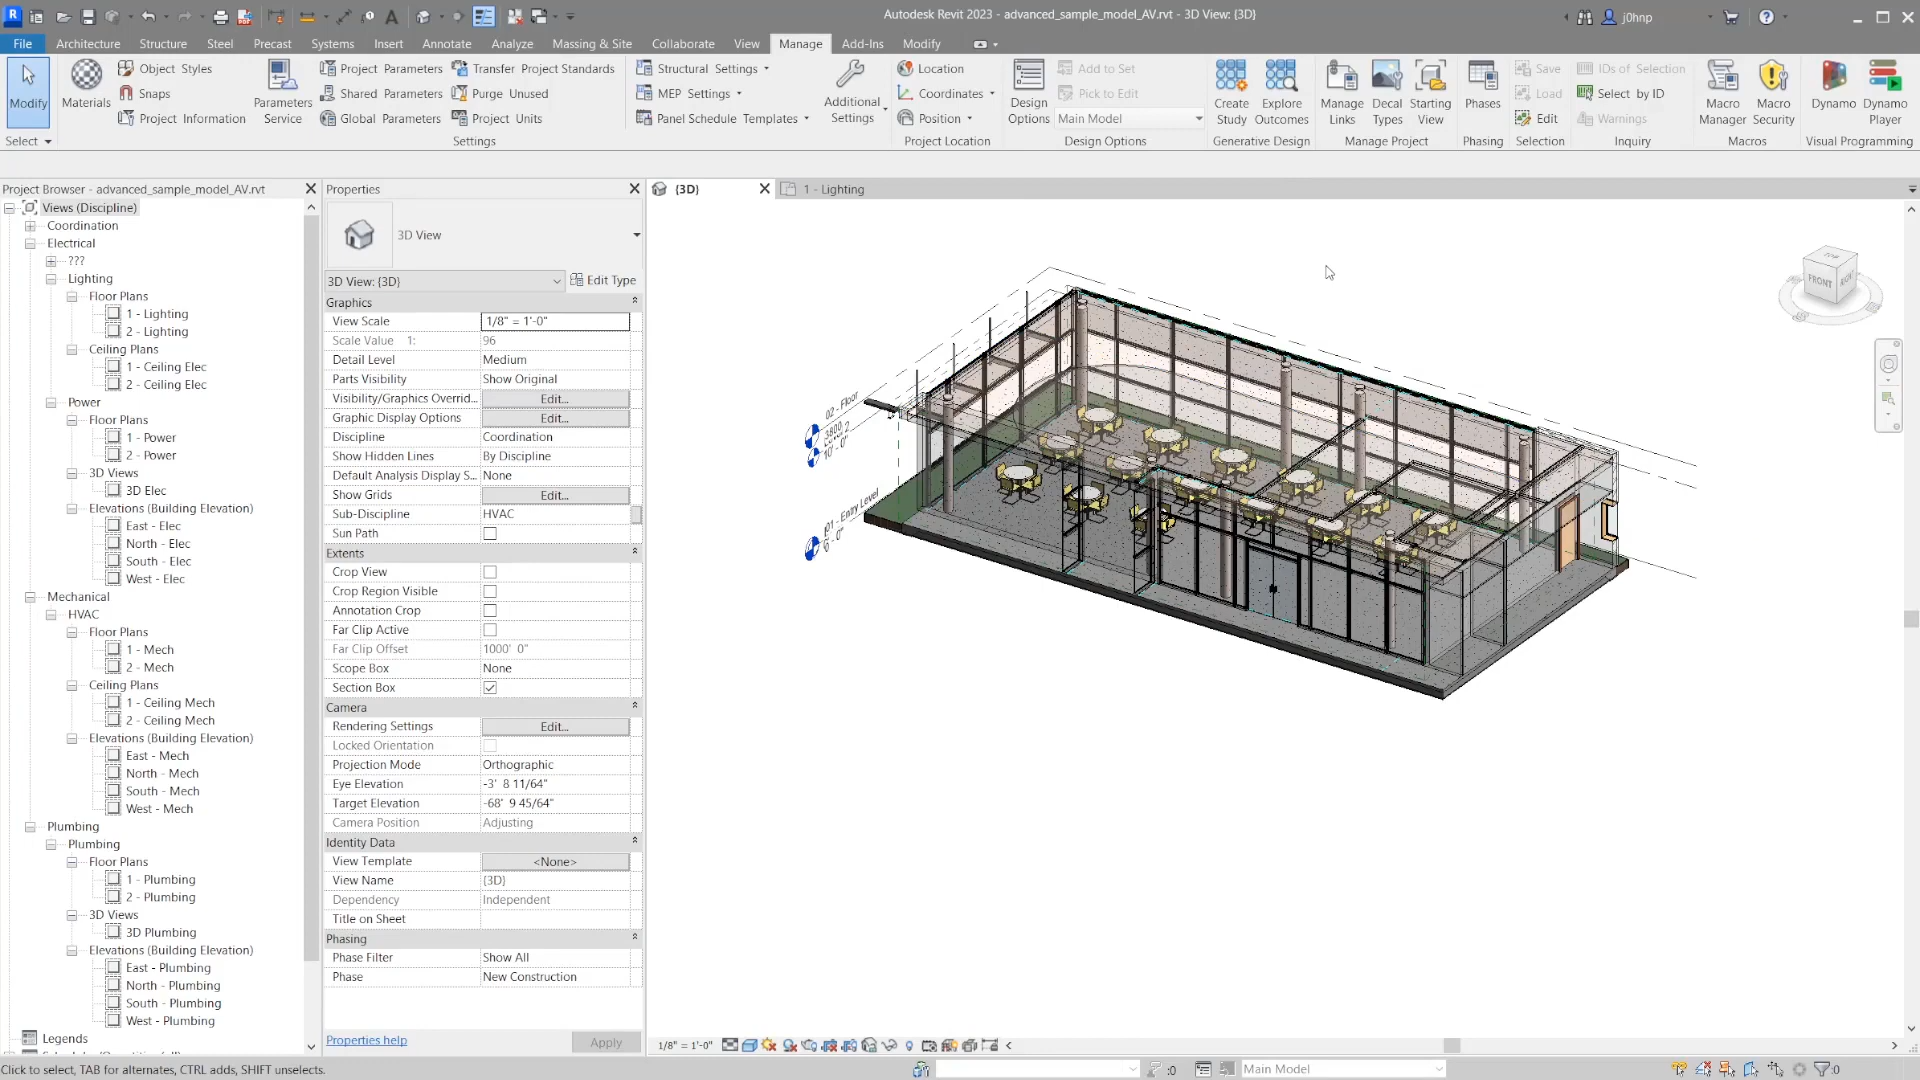 Autodesk Revit 2023 - advanced_sample_model_AV.rvt - 3D View: {3D}
j0hnp
File Architecture Structure Steel Precast Systems Insert Annotate Analyze Massing & Site Collaborate View Manage Add-Ins Modify
Modify
Select
Materials
Object Styles
Snaps
Project Information
Parameters Service
Project Parameters
Shared Parameters
Global Parameters
Transfer Project Standards
Purge Unused
Project Units
Settings
Structural Settings
MEP Settings
Panel Schedule Templates
Additional Settings
Location
Coordinates
Position
Project Location
Design Options
Add to Set
Pick to Edit
Main Model
Design Options
Create Study
Explore Outcomes
Generative Design
Manage Links
Decal Types
Starting View
Manage Project
Phases
Phasing
Save
Load
Edit
Selection
IDs of Selection
Select by ID
Warnings
Inquiry
Macro Manager
Macro Security
Macros
Dynamo
Dynamo Player
Visual Programming
Project Browser - advanced_sample_model_AV.rvt
Views (Discipline)
Coordination
Electrical
???
Lighting
Floor Plans
1 - Lighting
2 - Lighting
Ceiling Plans
1 - Ceiling Elec
2 - Ceiling Elec
Power
Floor Plans
1 - Power
2 - Power
3D Views
3D Elec
Elevations (Building Elevation)
East - Elec
North - Elec
South - Elec
West - Elec
Mechanical
HVAC
Floor Plans
1 - Mech
2 - Mech
Ceiling Plans
1 - Ceiling Mech
2 - Ceiling Mech
Elevations (Building Elevation)
East - Mech
North - Mech
South - Mech
West - Mech
Plumbing
Plumbing
Floor Plans
1 - Plumbing
2 - Plumbing
3D Views
3D Plumbing
Elevations (Building Elevation)
East - Plumbing
North - Plumbing
South - Plumbing
West - Plumbing
Legends
Properties
3D View
3D View: {3D} Edit Type
Graphics
View Scale 1/8" = 1'-0"
Scale Value 1: 96
Detail Level Medium
Parts Visibility Show Original
Visibility/Graphics Overrid... Edit...
Graphic Display Options Edit...
Discipline Coordination
Show Hidden Lines By Discipline
Default Analysis Display S... None
Show Grids Edit...
Sub-Discipline HVAC
Sun Path
Extents
Crop View
Crop Region Visible
Annotation Crop
Far Clip Active
Far Clip Offset 1000' 0"
Scope Box None
Section Box
Camera
Rendering Settings Edit...
Locked Orientation
Projection Mode Orthographic
Eye Elevation -3' 8 11/64"
Target Elevation -68' 9 45/64"
Camera Position Adjusting
Identity Data
View Template <None>
View Name {3D}
Dependency Independent
Title on Sheet
Phasing
Phase Filter Show All
Phase New Construction
Properties help Apply
{3D} 1 - Lighting
TOP
FRONT
RIGHT
02 - Floor
10' - 0"
01 - Entry Level
1/8" = 1'-0"
Click to select, TAB for alternates, CTRL adds, SHIFT unselects.
:0
Main Model
:0